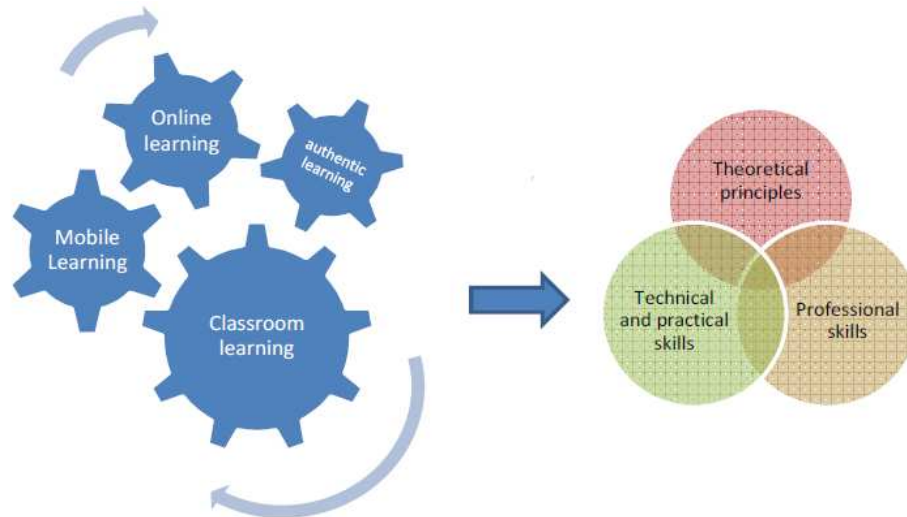 Online
learning
authentic
learning
Mobile
Learning
Classroom
learning
Theoretical
principles
Technical
and practical
skills
Professional
skills